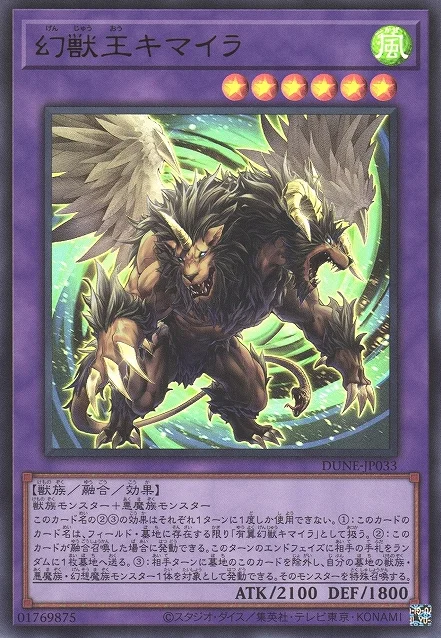 げんじゅうおう
幻獣王キマイラ
風
DUNE-JP033
【獣族/融合/効果】
獣族モンスター+悪魔族モンスター
このカード名の②③の効果はそれぞれ1ターンに1度しか使用できない。①:このカードの
カード名は、フィールド・墓地に存在する限り「有翼幻獣キマイラ」として扱う。②:この
カードが融合召喚した場合に発動できる。このターンのエンドフェイズに相手の手札をラン
ダムに1枚墓地へ送る。③:相手ターンに墓地のこのカードを除外し、自分の墓地の獣族・
悪魔族・幻想魔族モンスター1体を対象として発動できる。そのモンスターを特殊召喚する。
ATK/2100 DEF/1800
01769875 ©スタジオ・ダイス/集英社・テレビ東京・KONAMI